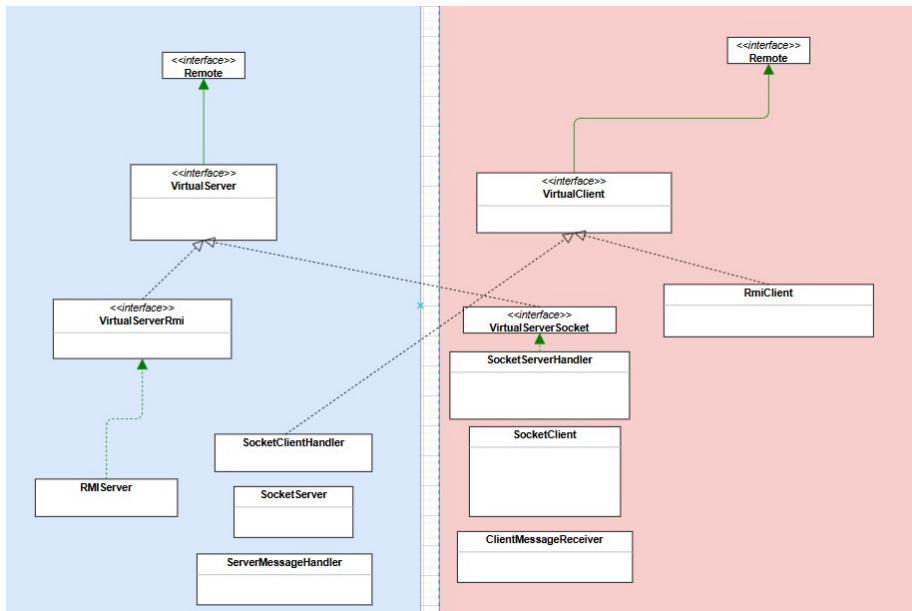 <<interface>>
Remote
<<interface>>
VirtualServer
<<interface>>
VirtualServerRmi
SocketClientHandler
RMIServer
SocketServer
ServerMessageHandler
<<interface>>
Remote
<<interface>>
VirtualClient
RmiClient
<<interface>>
VirtualServerSocket
SocketServerHandler
SocketClient
ClientMessageReceiver